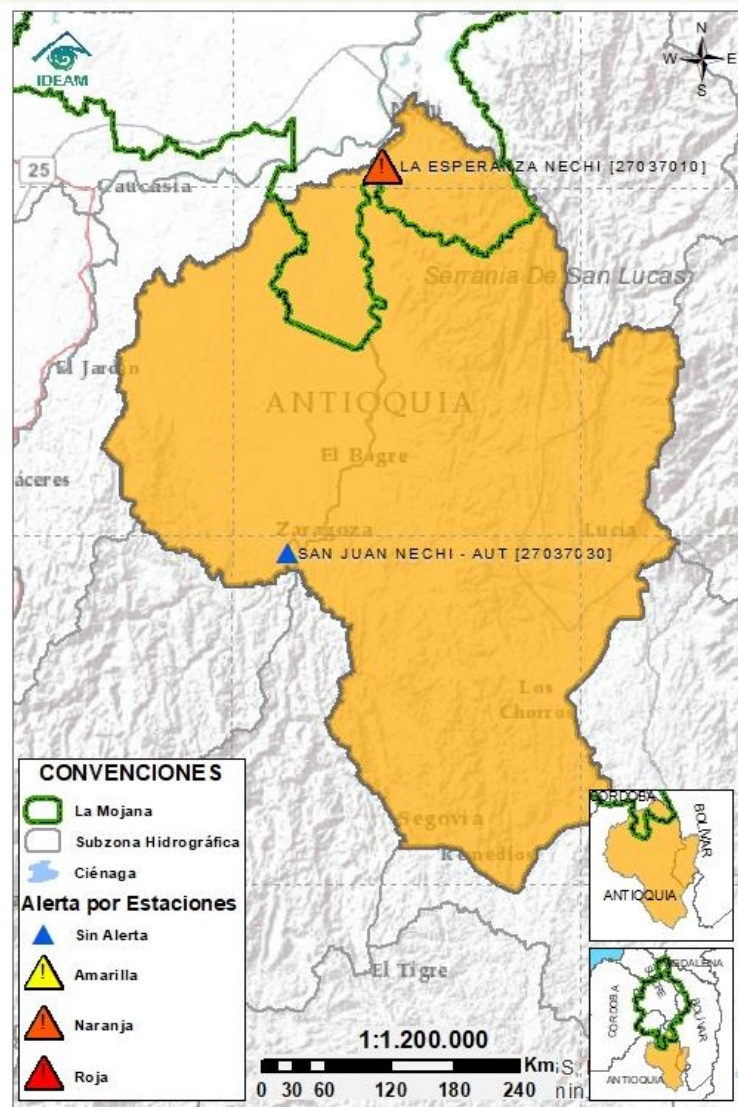 IDEAM
N
W E
S
25
Caucasia
LA ESPERANZA NECHI [27037010]
Serrania De San Lucas
El Jardin
ANTIOQUIA
El Bagre
áceres
Zaragoza
Lucia
SAN JUAN NECHI - AUT [27037030]
Los
Chorros
Segovia
Remedios
El Tigre
CONVENCIONES
La Mojana
Subzona Hidrográfica
Ciénaga
Alerta por Estaciones
Sin Alerta
Amarilla
Naranja
Roja
1:1.200.000
Km
0 30 60 120 180 240
CORDOBA
BOLÍVAR
ANTIOQUIA
CORDOBA
BOLIVAR
ANTIOQUIA